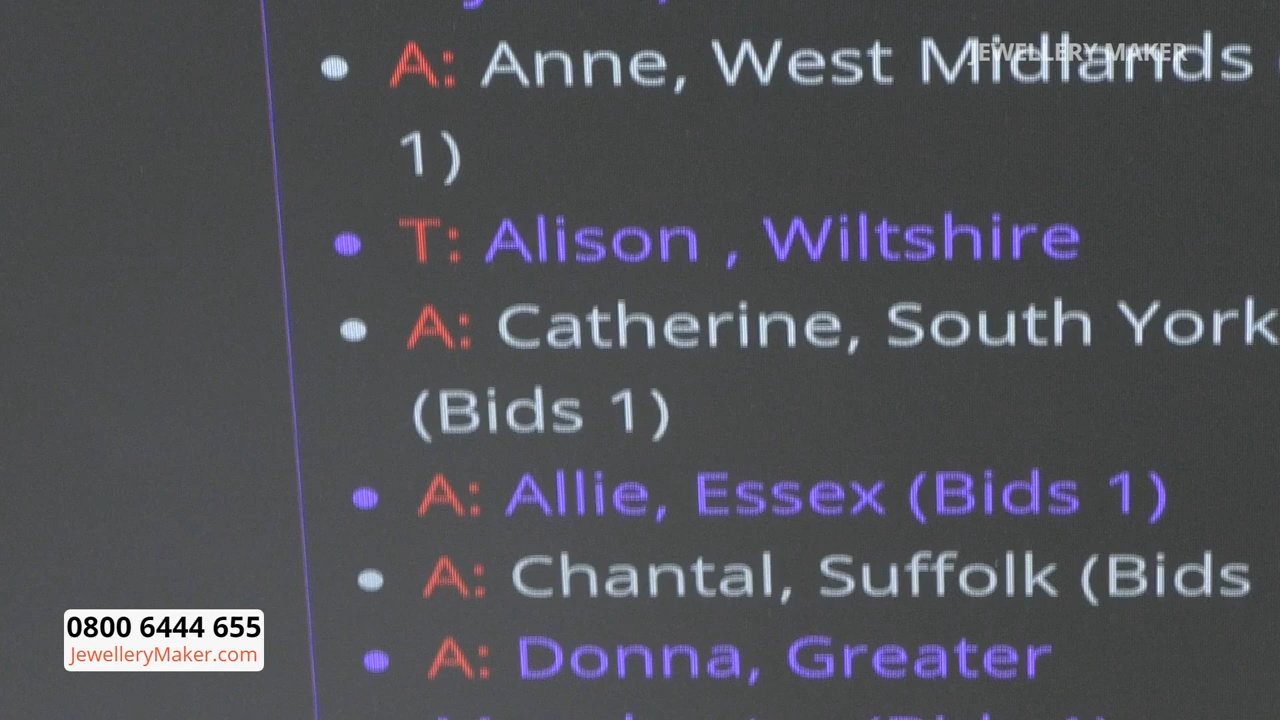 JEWELLERY MAKER
A: Anne, West Midlands
1)
T: Alison , Wiltshire
A: Catherine, South York
(Bids 1)
A: Allie, Essex (Bids 1)
A: Chantal, Suffolk (Bids
A: Donna, Greater
0800 6444 655
JewelleryMaker.com